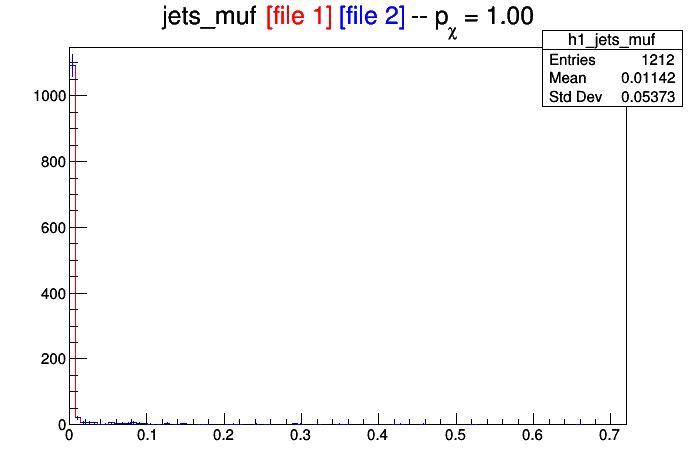 jets_muf [file 1] [file 2] -- pχ = 1.00
h1_jets_muf
Entries 1212
Mean 0.01142
Std Dev 0.05373
1000
800
600
400
200
0
0 0.1 0.2 0.3 0.4 0.5 0.6 0.7